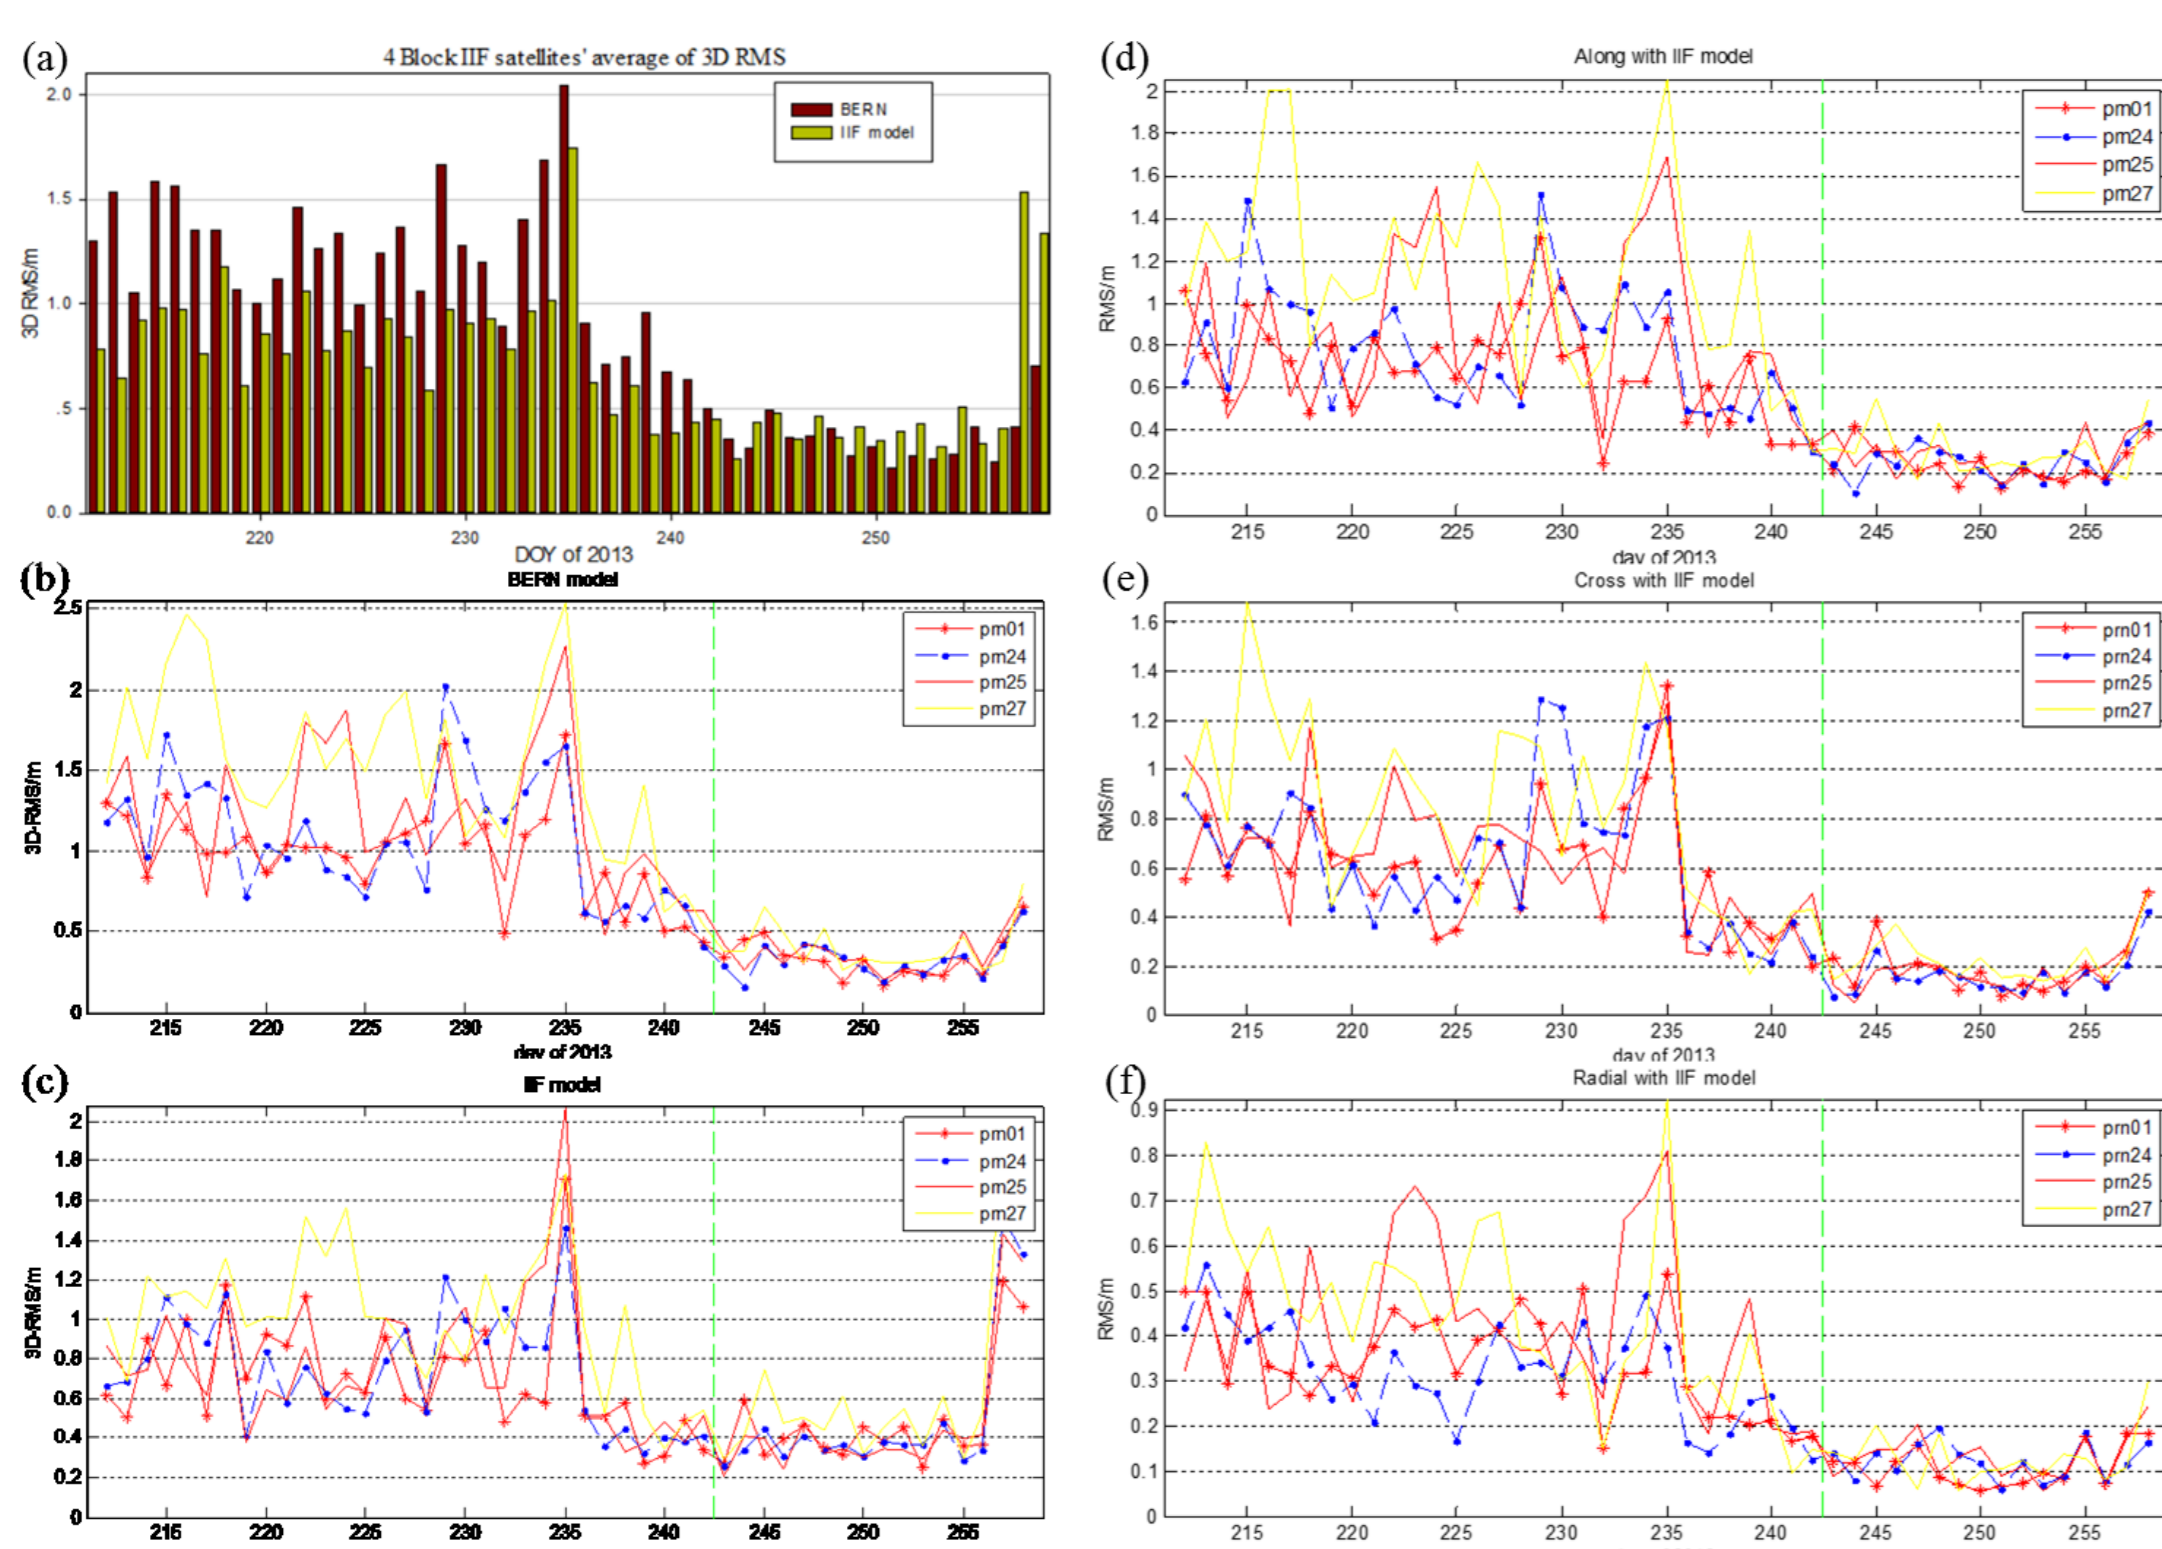 (a)
4 Block IIF satellites' average of 3D RMS
BERN
IIF model
3D RMS/m
2.0
1.5
1.0
.5
0.0
220 230 240 250
DOY of 2013
(b)
BERN model
3D-RMS/m
2.5
2
1.5
1
0.5
0
prn01
prn24
prn25
prn27
215 220 225 230 235 240 245 250 255
day of 2013
(c)
IIF model
3D-RMS/m
2
1.8
1.6
1.4
1.2
1
0.8
0.6
0.4
0.2
0
prn01
prn24
prn25
prn27
215 220 225 230 235 240 245 250 255
(d)
Along with IIF model
RMS/m
2
1.8
1.6
1.4
1.2
1
0.8
0.6
0.4
0.2
0
prn01
prn24
prn25
prn27
215 220 225 230 235 240 245 250 255
day of 2013
(e)
Cross with IIF model
RMS/m
1.6
1.4
1.2
1
0.8
0.6
0.4
0.2
0
prn01
prn24
prn25
prn27
215 220 225 230 235 240 245 250 255
day of 2013
(f)
Radial with IIF model
RMS/m
0.9
0.8
0.7
0.6
0.5
0.4
0.3
0.2
0.1
0
prn01
prn24
prn25
prn27
215 220 225 230 235 240 245 250 255